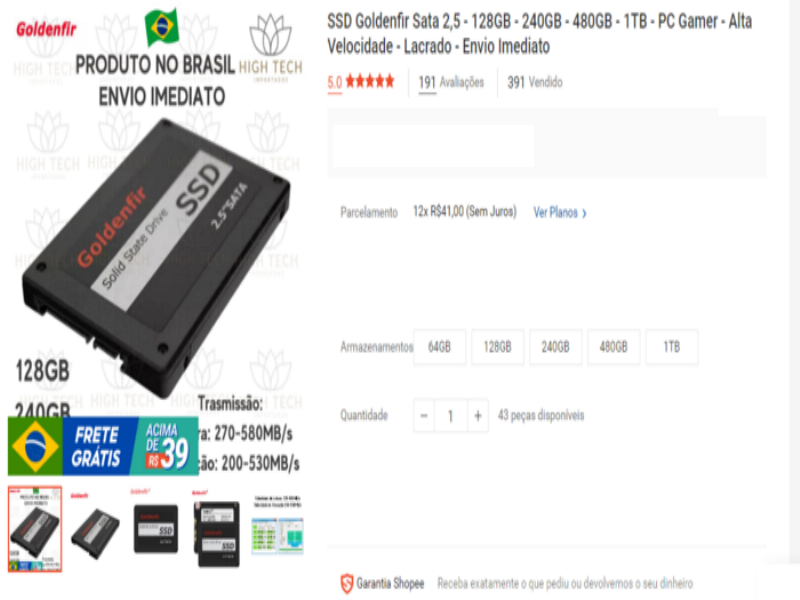 Goldenfir
HIGH TECH
IMPORTADOS
PRODUTO NO BRASIL
ENVIO IMEDIATO
Goldenfir
Solid State Drive
SSD
2.5"SATA
128GB
240GB
Trasmissão:
ra: 270-580MB/s
ão: 200-530MB/s
FRETE
GRÁTIS
ACIMA
DE
R$39
SSD Goldenfir Sata 2,5 - 128GB - 240GB - 480GB - 1TB - PC Gamer - Alta
Velocidade - Lacrado - Envio Imediato
5.0 191 Avaliações 391 Vendido
Parcelamento 12x R$41,00 (Sem Juros) Ver Planos
Armazenamentos 64GB 128GB 240GB 480GB 1TB
Quantidade − 1 + 43 peças disponíveis
Garantia Shopee Receba exatamente o que pediu ou devolvemos o seu dinheiro